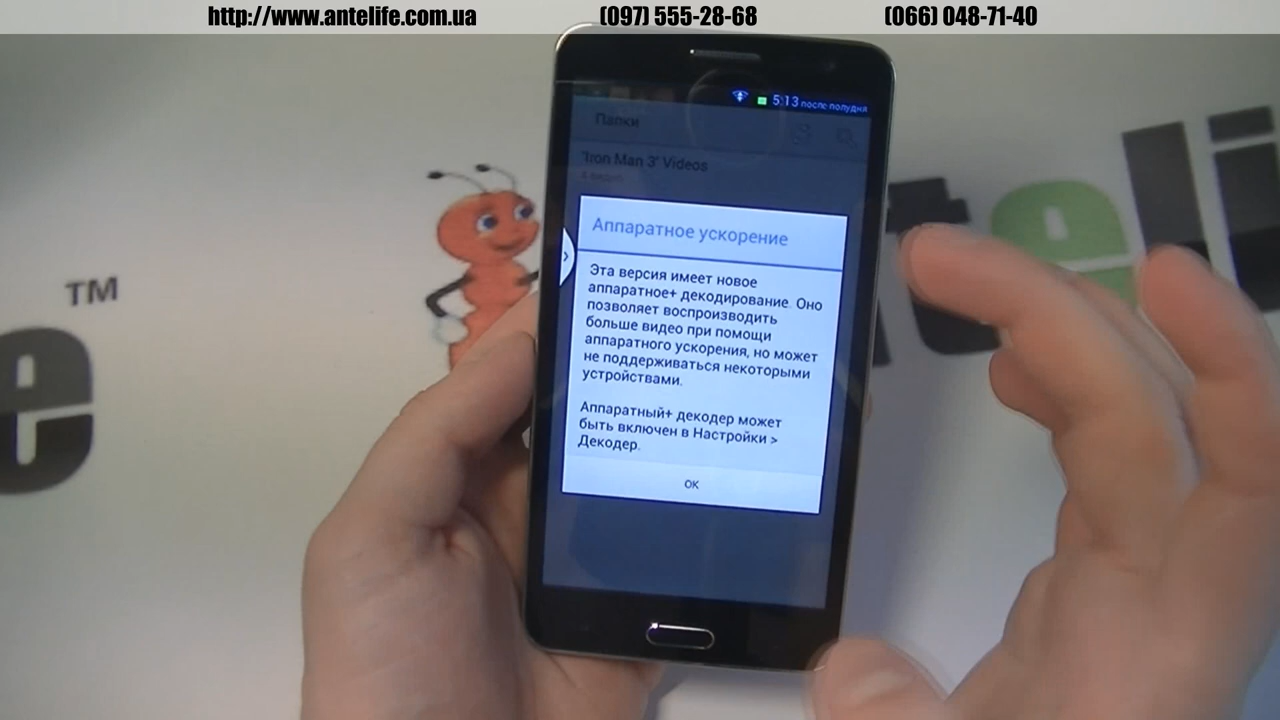 http://www.antelife.com.ua (097) 555-28-68 (066) 048-71-40
5:13 после полудня
Папки
'Iron Man 3' Videos
Аппаратное ускорение
Эта версия имеет новое
аппаратное+ декодирование. Оно
позволяет воспроизводить
больше видео при помощи
аппаратного ускорения, но может
не поддерживаться некоторыми
устройствами.
Аппаратный+ декодер может
быть включен в Настройки >
Декодер.
ОК
TM
e
teli